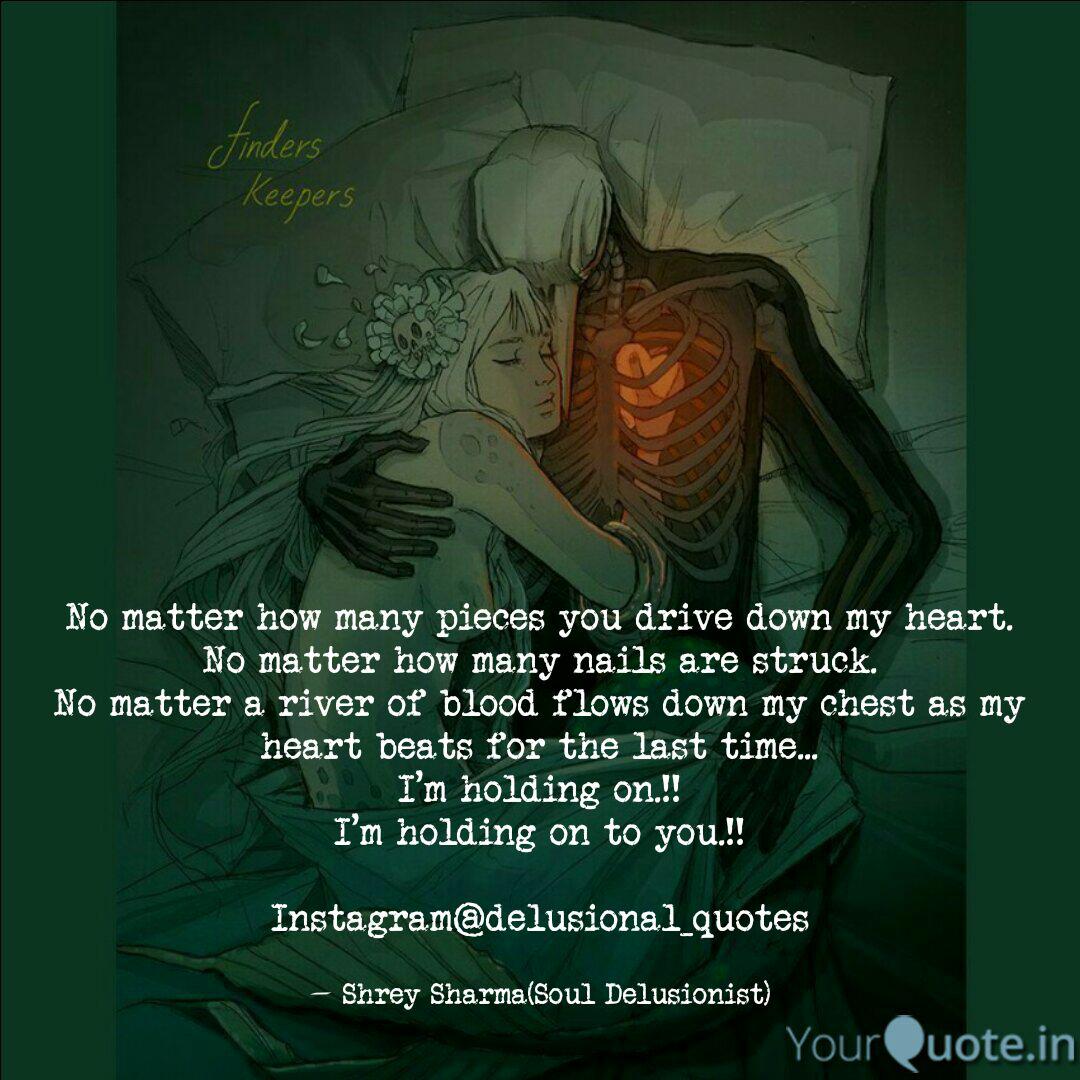 finders
Keepers
No matter how many pieces you drive down my heart.
No matter how many nails are struck.
No matter a river of blood flows down my chest as my
heart beats for the last time...
I'm holding on.!!
I'm holding on to you.!!
Instagram@delusional_quotes
— Shrey Sharma(Soul Delusionist)
YourQuote.in